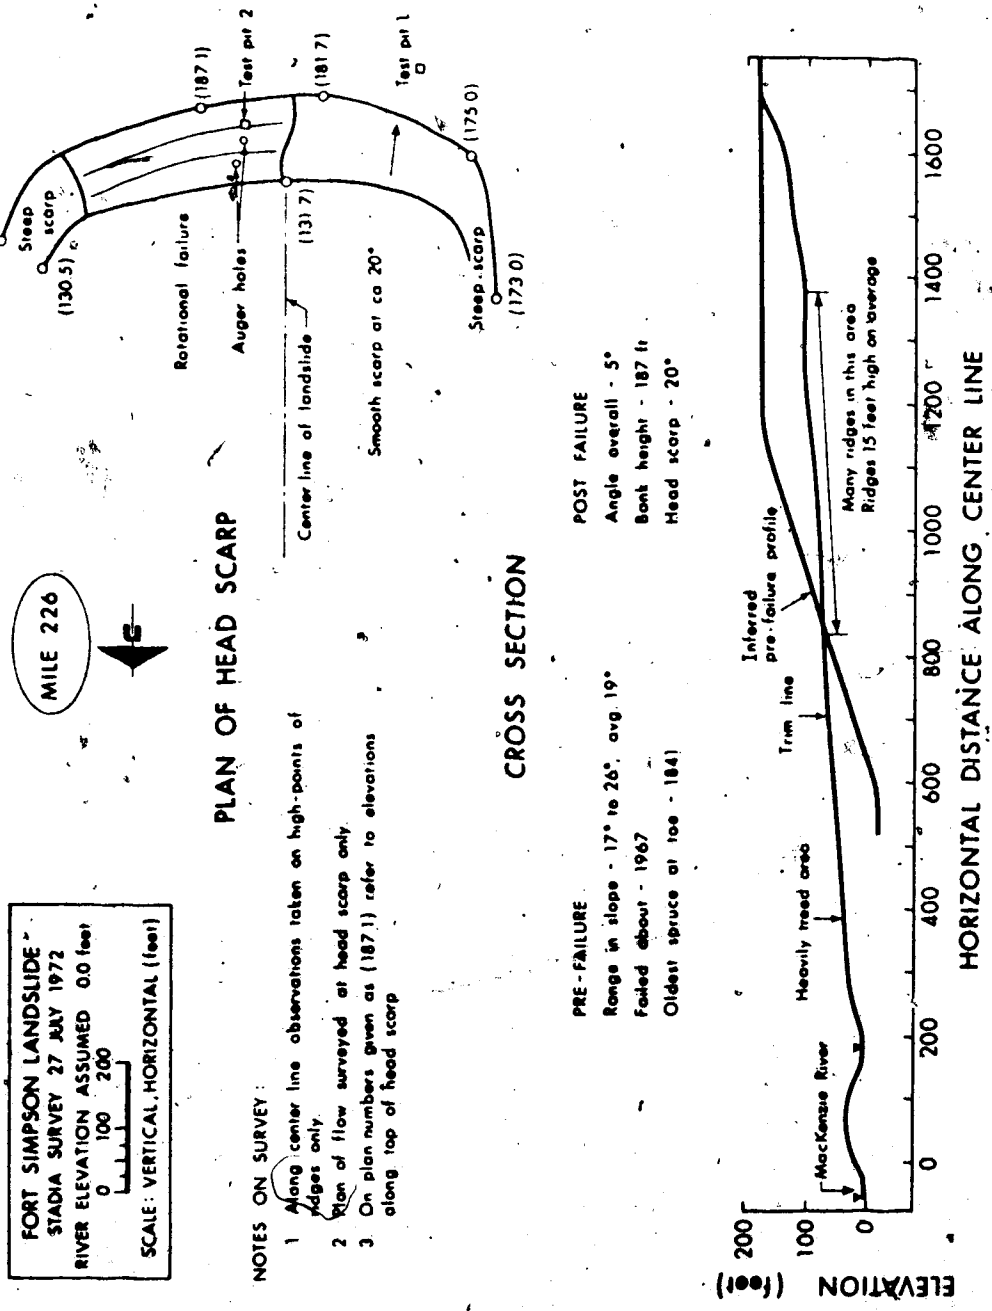 FORT SIMPSON LANDSLIDE
STADIA SURVEY 27 JULY 1972
RIVER ELEVATION ASSUMED 0.0 feet
0 100 200
SCALE: VERTICAL, HORIZONTAL (feet)
MILE 226
NOTES ON SURVEY:
1 Along center line observations taken on high-points of
ridges only.
2 Plan of flow surveyed at head scarp only.
3. On plan numbers given as (187 1) refer to elevations
along top of head scarp
PLAN OF HEAD SCARP
Steep
scarp
(130.5)
Rotational failure
Auger holes
(187 1)
Test pit 2
(181 7)
Test pit 1
(131 7)
(175 0)
Center line of landslide
Smooth scarp at ca 20°
Steep scarp
(173 0)
CROSS SECTION
PRE-FAILURE
Range in slope - 17° to 26°, avg. 19°
Failed about - 1967
Oldest spruce at toe - 1841
POST FAILURE
Angle overall - 5°
Bank height - 187 ft
Head scarp - 20°
Inferred
pre-failure profile
Trim line
Heavily treed area
MacKenzie River
Many ridges in this area
Ridges 15 feet high on average
200
100
0
ELEVATION
(feet)
0 200 400 600 800 1000 1200 1400 1600
HORIZONTAL DISTANCE ALONG CENTER LINE